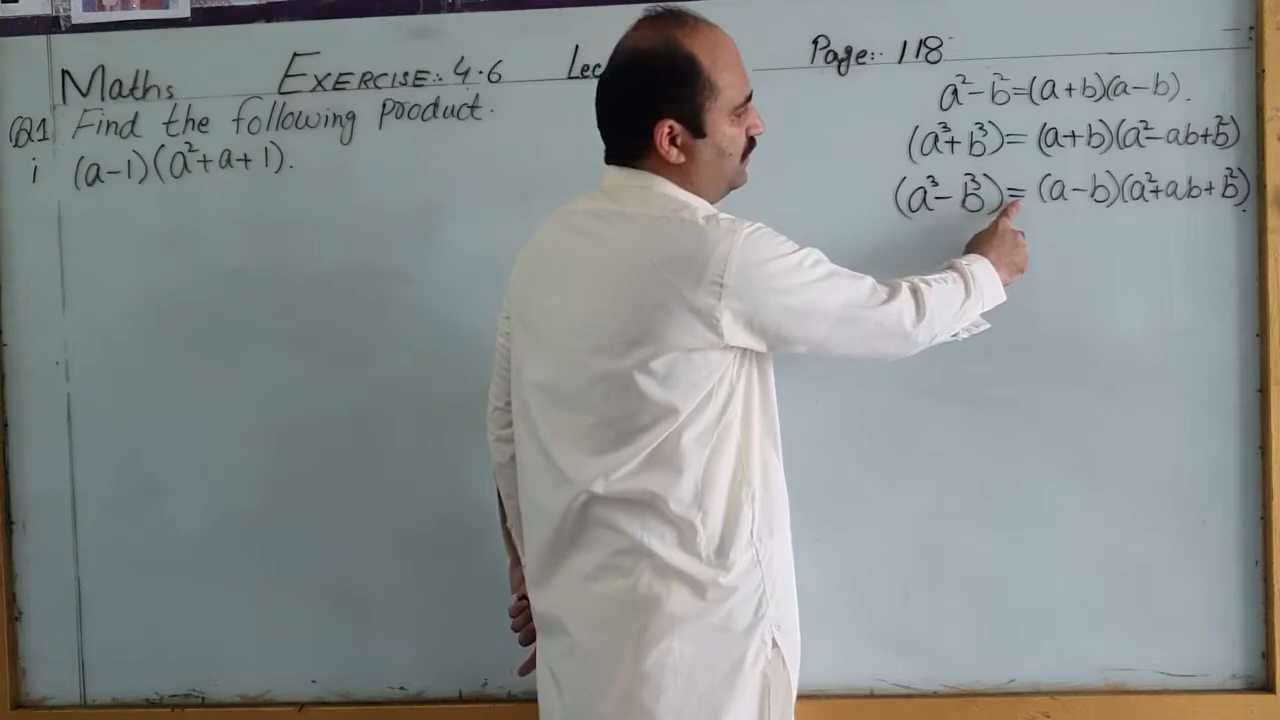 Maths EXERCISE:. 4.6 Lec Page:. 118
Q1 Find the following product.
i (a-1)(a²+a+1).
a²-b²=(a+b)(a-b).
(a³+b³)=(a+b)(a²-ab+b²)
(a³-b³)=(a-b)(a²+ab+b²).